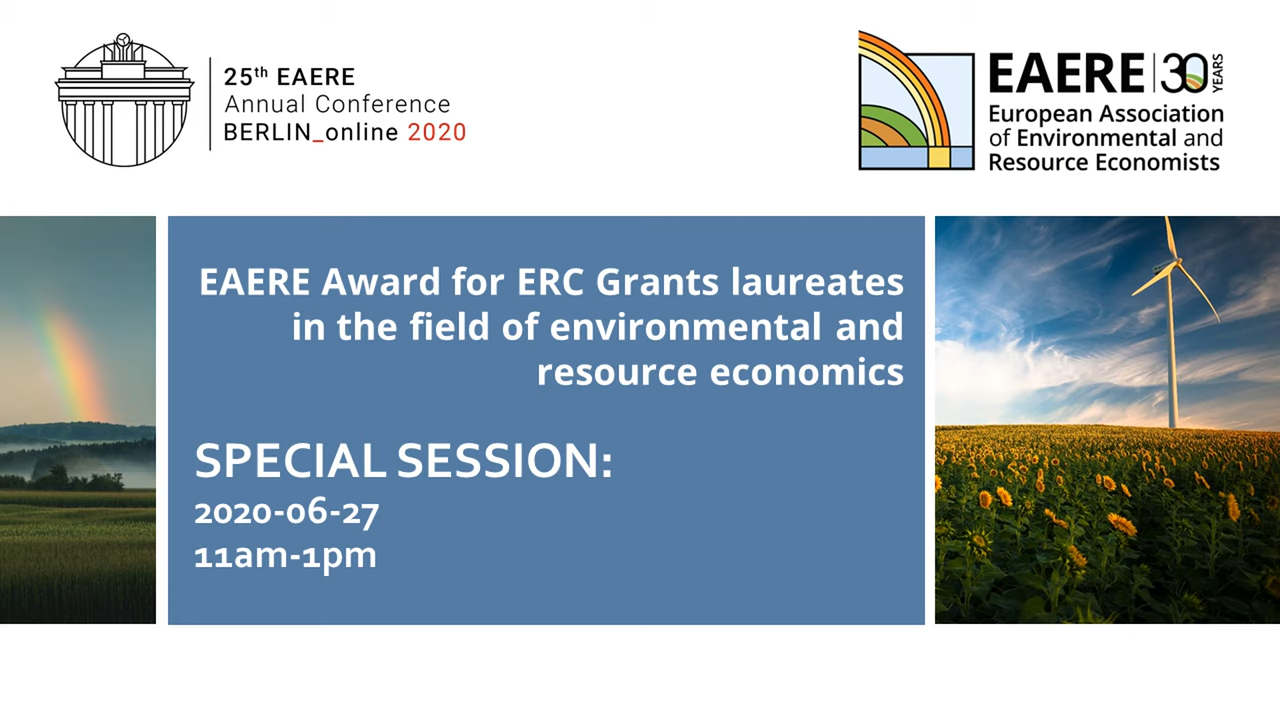 25th EAERE
Annual Conference
BERLIN_online 2020
EAERE 30 YEARS
European Association
of Environmental and
Resource Economists
EAERE Award for ERC Grants laureates
in the field of environmental and
resource economics
SPECIAL SESSION:
2020-06-27
11am-1pm